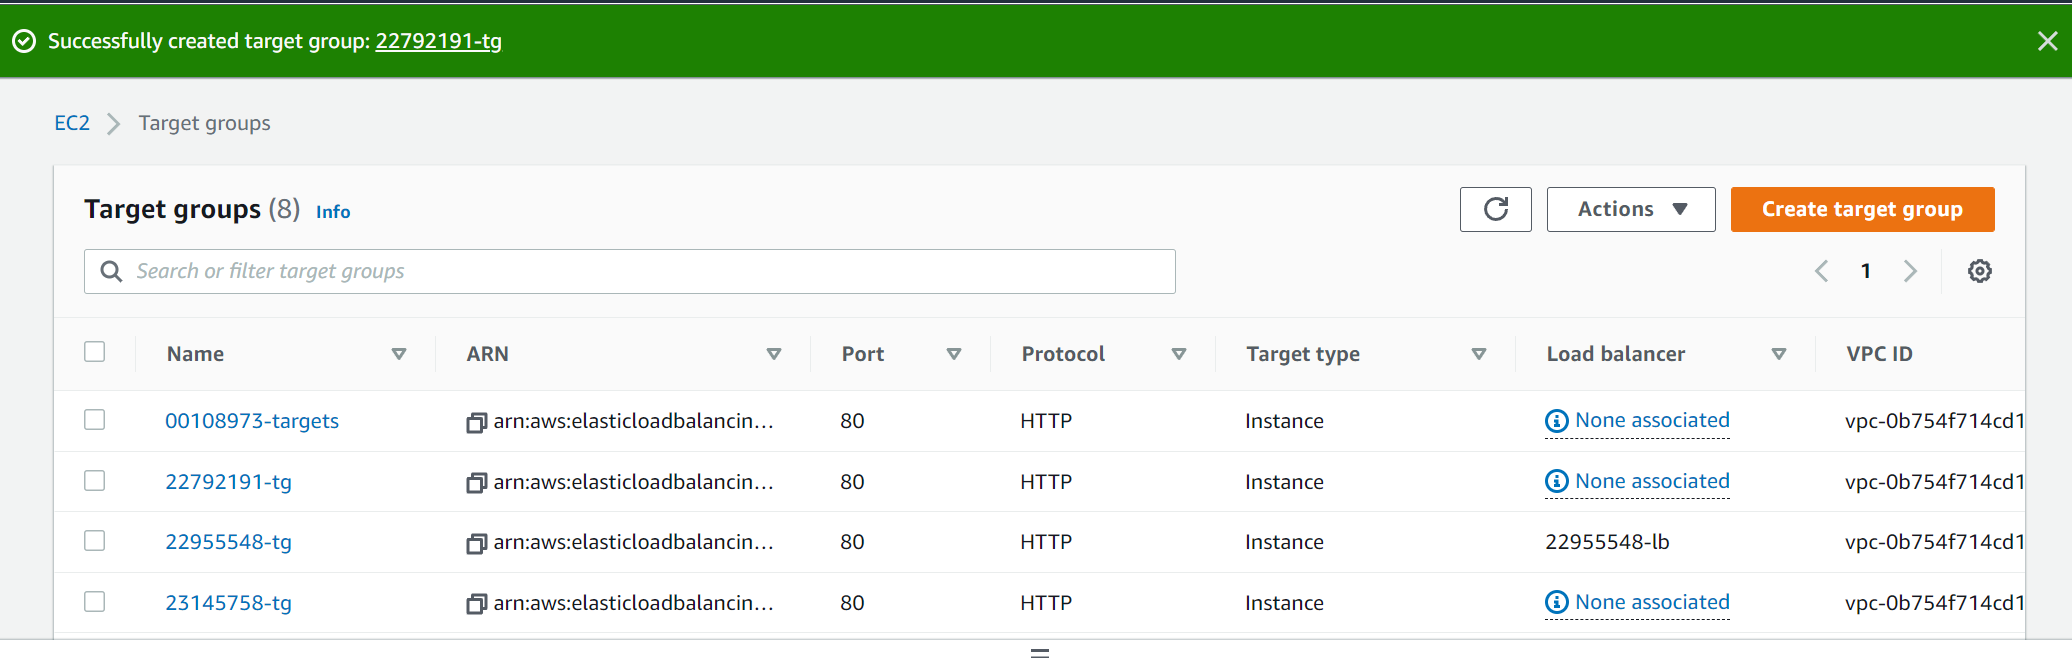 Successfully created target group: 22792191-tg
EC2 Target groups
Target groups (8) Info
Actions
Create target group
Search or filter target groups
1
Name ARN Port Protocol Target type Load balancer VPC ID
00108973-targets arn:aws:elasticloadbalancin... 80 HTTP Instance None associated vpc-0b754f714cd1
22792191-tg arn:aws:elasticloadbalancin... 80 HTTP Instance None associated vpc-0b754f714cd1
22955548-tg arn:aws:elasticloadbalancin... 80 HTTP Instance 22955548-lb vpc-0b754f714cd1
23145758-tg arn:aws:elasticloadbalancin... 80 HTTP Instance None associated vpc-0b754f714cd1